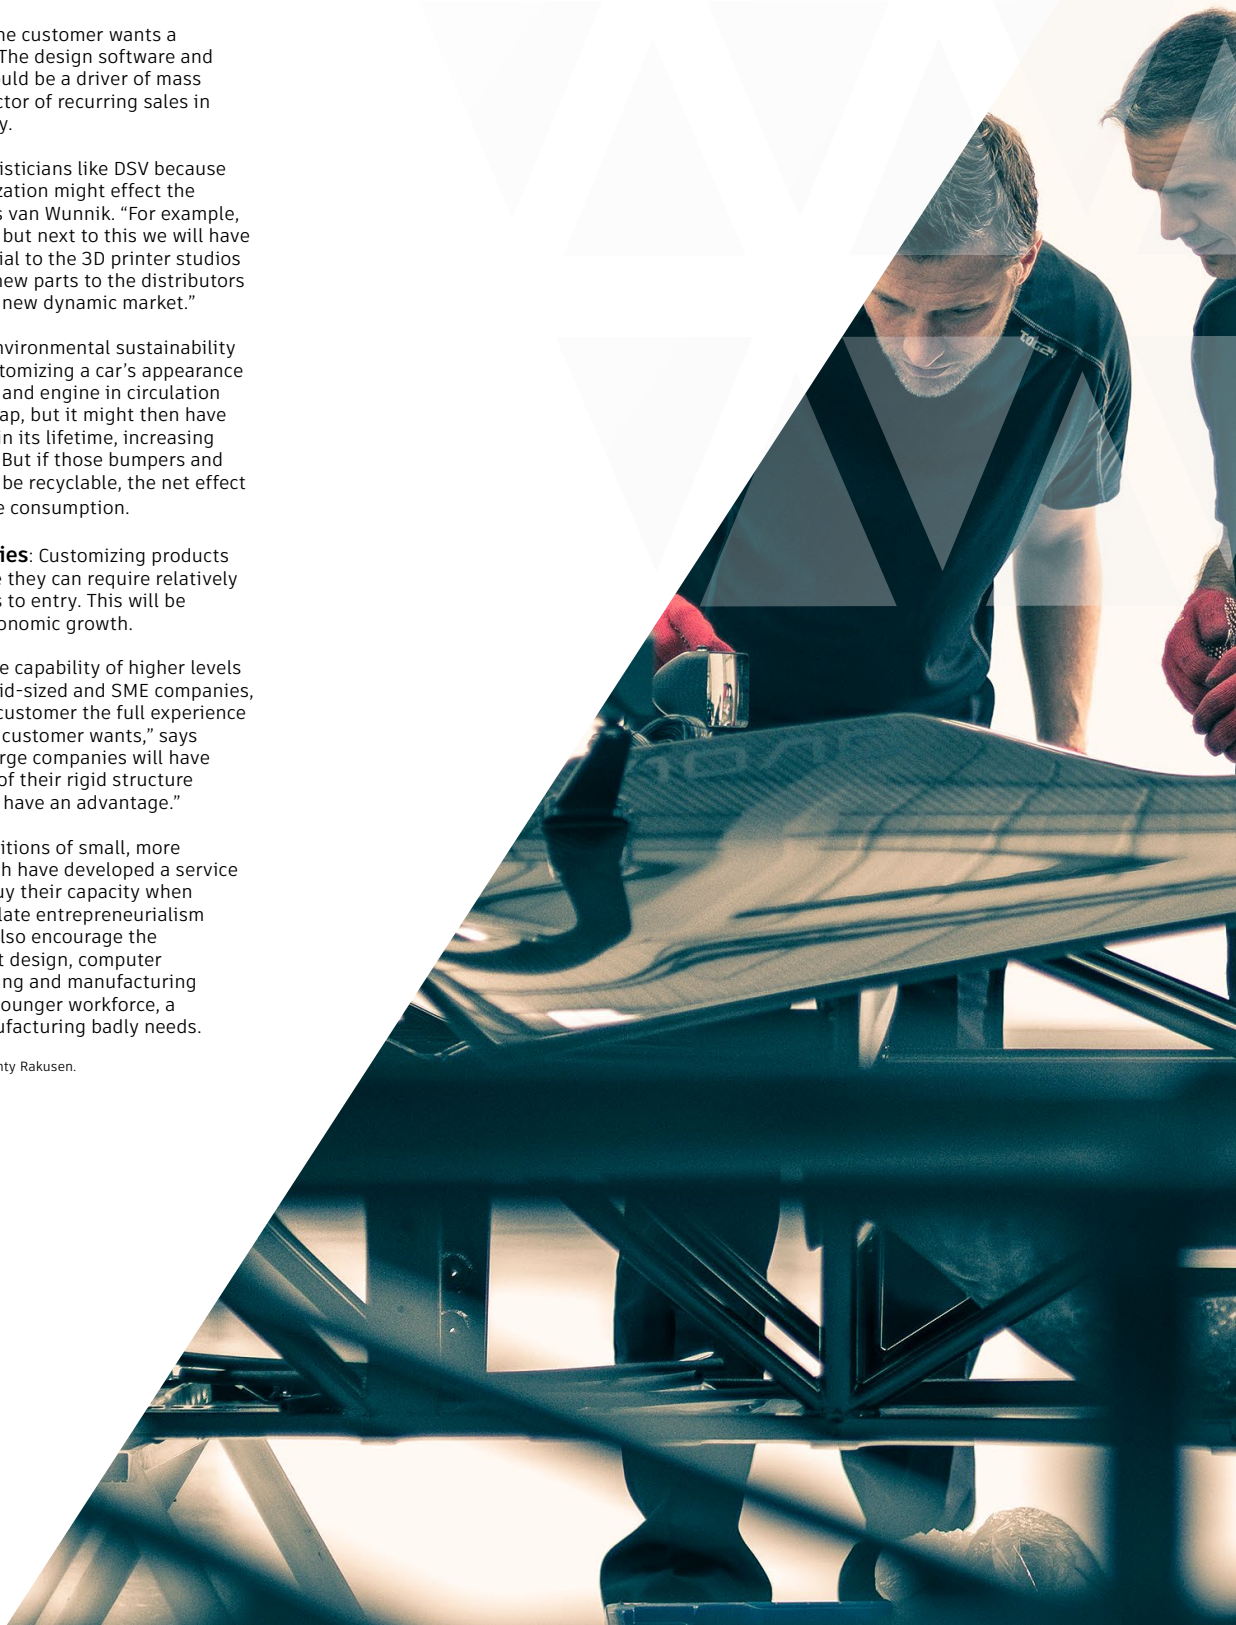 ne customer wants a
The design software and
uld be a driver of mass
ctor of recurring sales in
y.
isticians like DSV because
zation might effect the
s van Wunnik. “For example,
but next to this we will have
ial to the 3D printer studios
new parts to the distributors
new dynamic market.”
nvironmental sustainability
tomizing a car’s appearance
and engine in circulation
ap, but it might then have
in its lifetime, increasing
But if those bumpers and
be recyclable, the net effect
e consumption.
ies: Customizing products
e they can require relatively
s to entry. This will be
onomic growth.
e capability of higher levels
id-sized and SME companies,
customer the full experience
customer wants,” says
rge companies will have
of their rigid structure
have an advantage.”
itions of small, more
h have developed a service
uy their capacity when
late entrepreneurialism
lso encourage the
t design, computer
ng and manufacturing
ounger workforce, a
ufacturing badly needs.
nty Rakusen.
TOG24